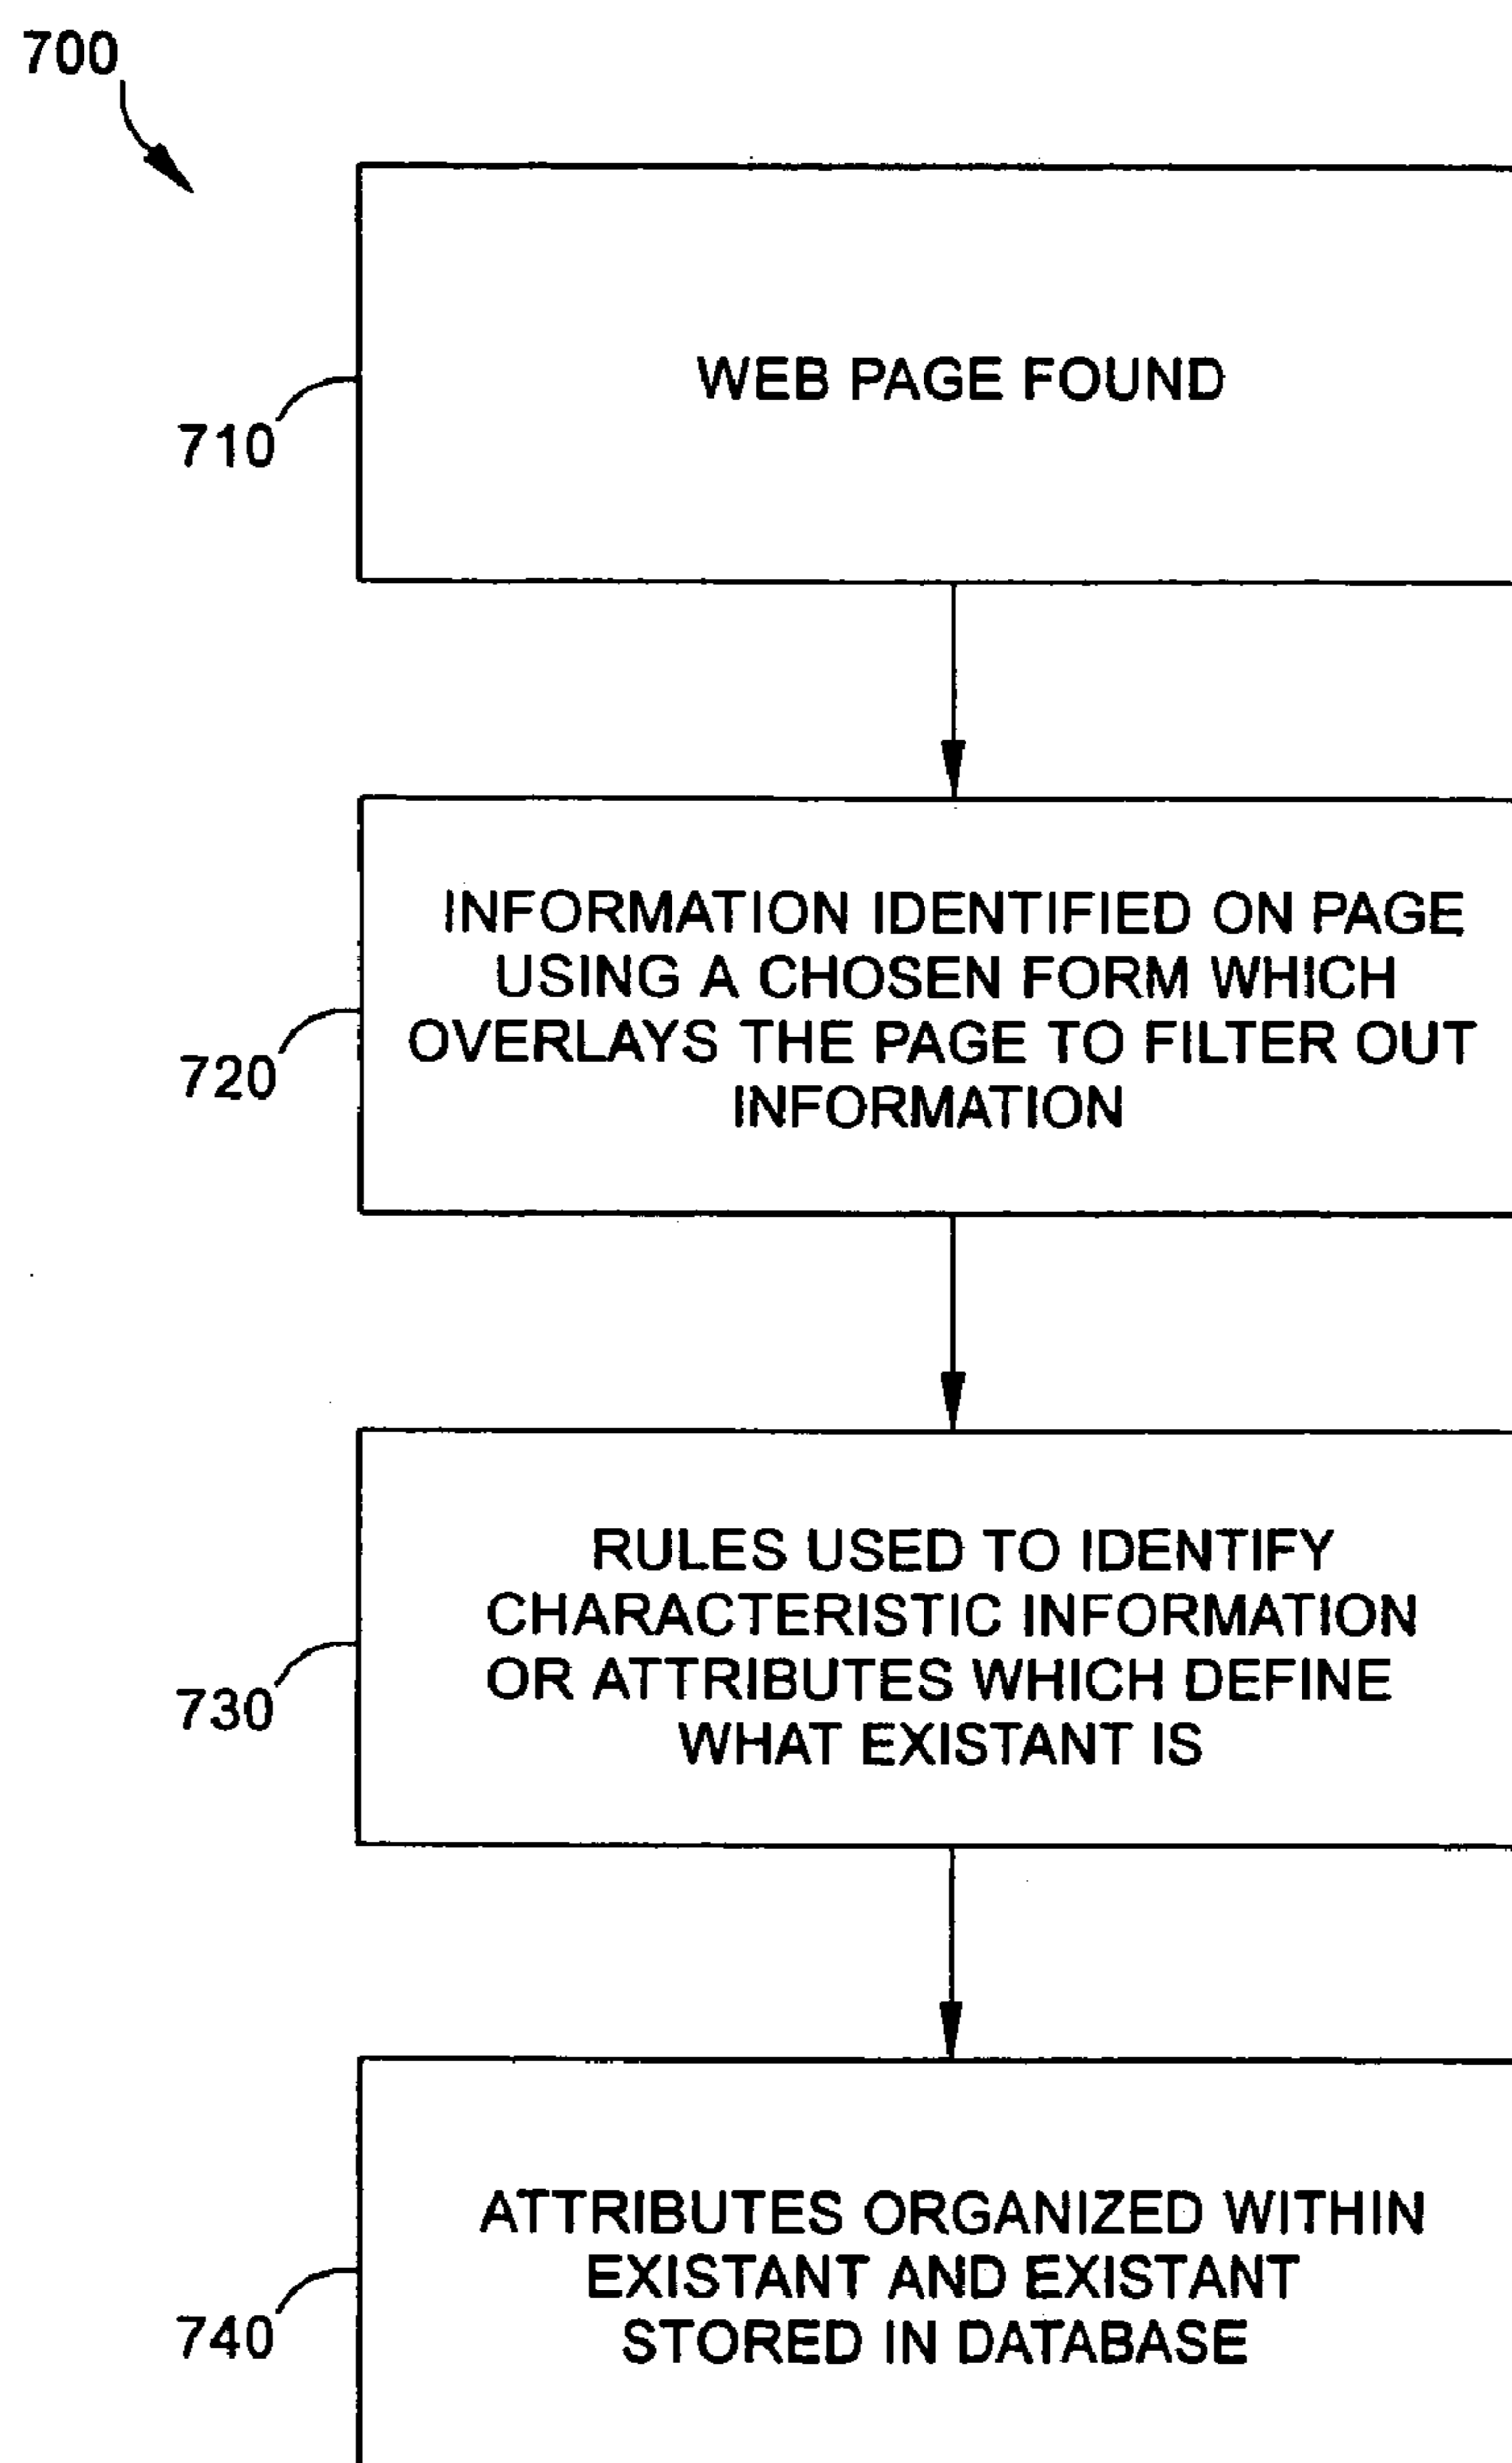 700
WEB PAGE FOUND
710
INFORMATION IDENTIFIED ON PAGE
USING A CHOSEN FORM WHICH
OVERLAYS THE PAGE TO FILTER OUT
INFORMATION
720
RULES USED TO IDENTIFY
CHARACTERISTIC INFORMATION
OR ATTRIBUTES WHICH DEFINE
WHAT EXISTANT IS
730
ATTRIBUTES ORGANIZED WITHIN
EXISTANT AND EXISTANT
STORED IN DATABASE
740